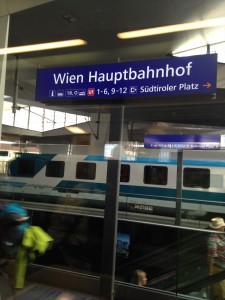 Wien Hauptbahnhof
1-6, 9-12 Südtiroler Platz →